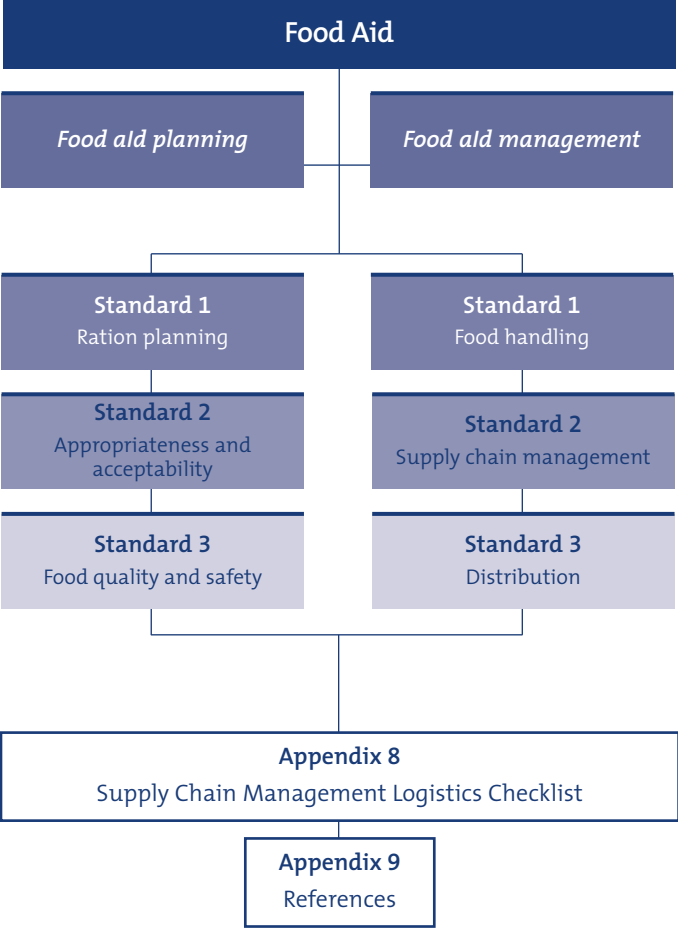 Food Aid
Food aId planning
Food aId management
Standard 1
Ration planning
Standard 2
Appropriateness and
acceptability
Standard 3
Food quality and safety
Standard 1
Food handling
Standard 2
Supply chain management
Standard 3
Distribution
Appendix 8
Supply Chain Management Logistics Checklist
Appendix 9
References